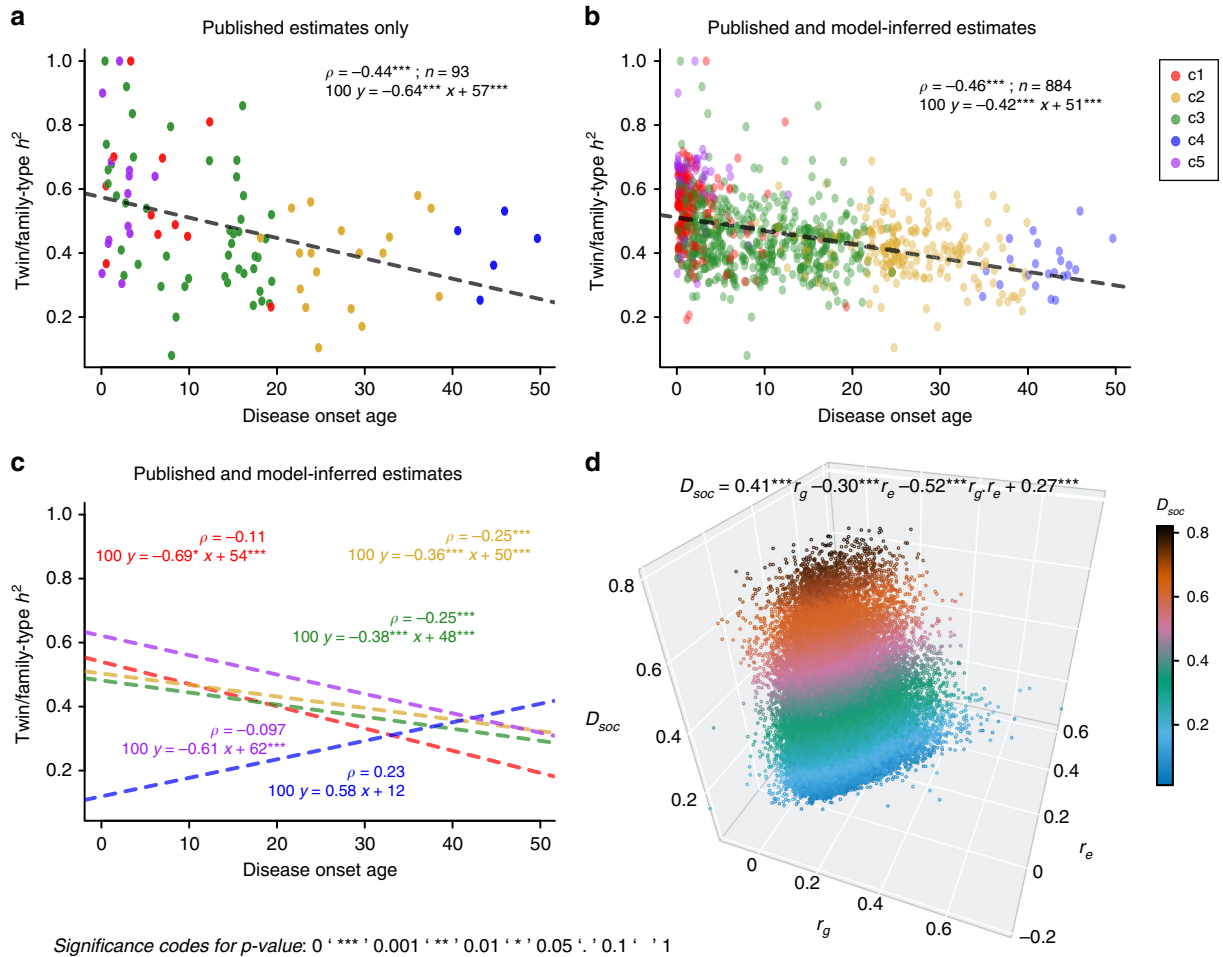 a
Published estimates only
ρ = −0.44*** ; n = 93
100 y = −0.64*** x + 57***
Twin/family-type h²
1.0
0.8
0.6
0.4
0.2
0 10 20 30 40 50
Disease onset age
b
Published and model-inferred estimates
ρ = −0.46*** ; n = 884
100 y = −0.42*** x + 51***
Twin/family-type h²
1.0
0.8
0.6
0.4
0.2
0 10 20 30 40 50
Disease onset age
c1
c2
c3
c4
c5
c
Published and model-inferred estimates
ρ = −0.11
100 y = −0.69* x + 54***
ρ = −0.25***
100 y = −0.36*** x + 50***
ρ = −0.25***
100 y = −0.38*** x + 48***
ρ = −0.097
100 y = −0.61 x + 62***
ρ = 0.23
100 y = 0.58 x + 12
Twin/family-type h²
1.0
0.8
0.6
0.4
0.2
0 10 20 30 40 50
Disease onset age
d
D_soc = 0.41***r_g −0.30***r_e −0.52***r_g.r_e + 0.27***
D_soc
0.8
0.6
0.4
0.2
D_soc
0.8
0.6
0.4
0.2
0
0.2
0.4
0.6
r_g
0.6
0.4
0.2
0
−0.2
r_e
Significance codes for p-value: 0 ‘ *** ’ 0.001 ‘ ** ’ 0.01 ‘ * ’ 0.05 ‘. ’ 0.1 ‘ ’ 1